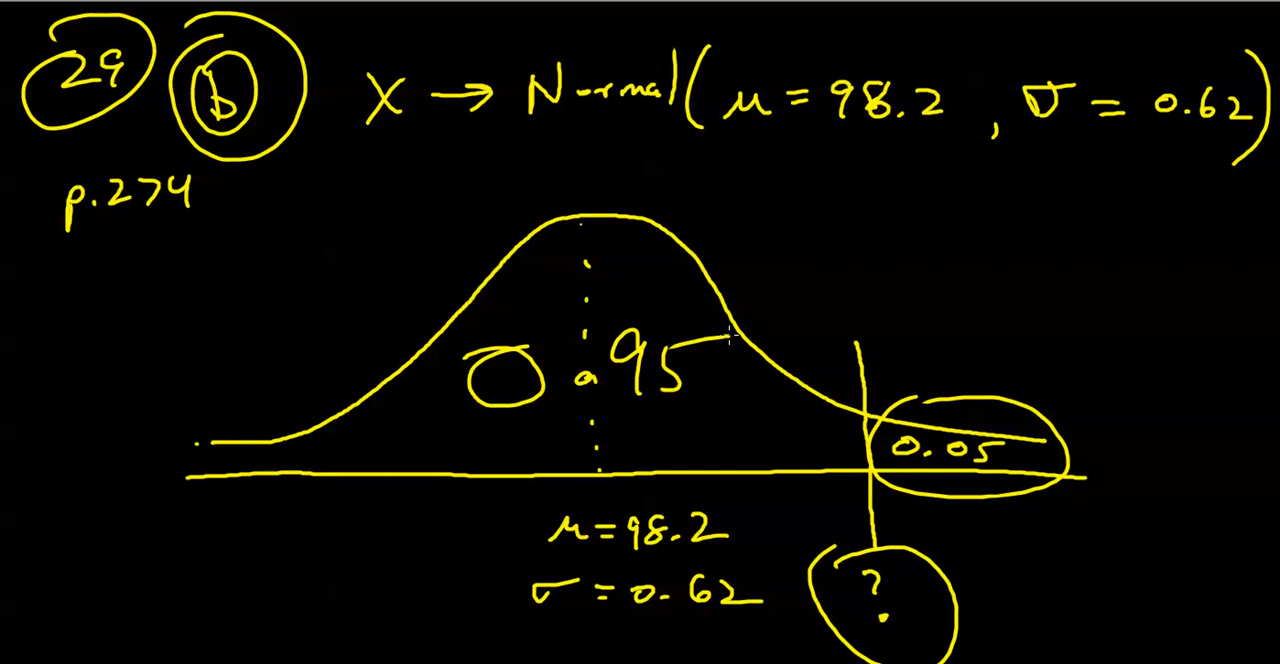 29 b X → Normal(μ = 98.2, σ = 0.62)
p.274
0.95
0.05
μ = 98.2
σ = 0.62
?